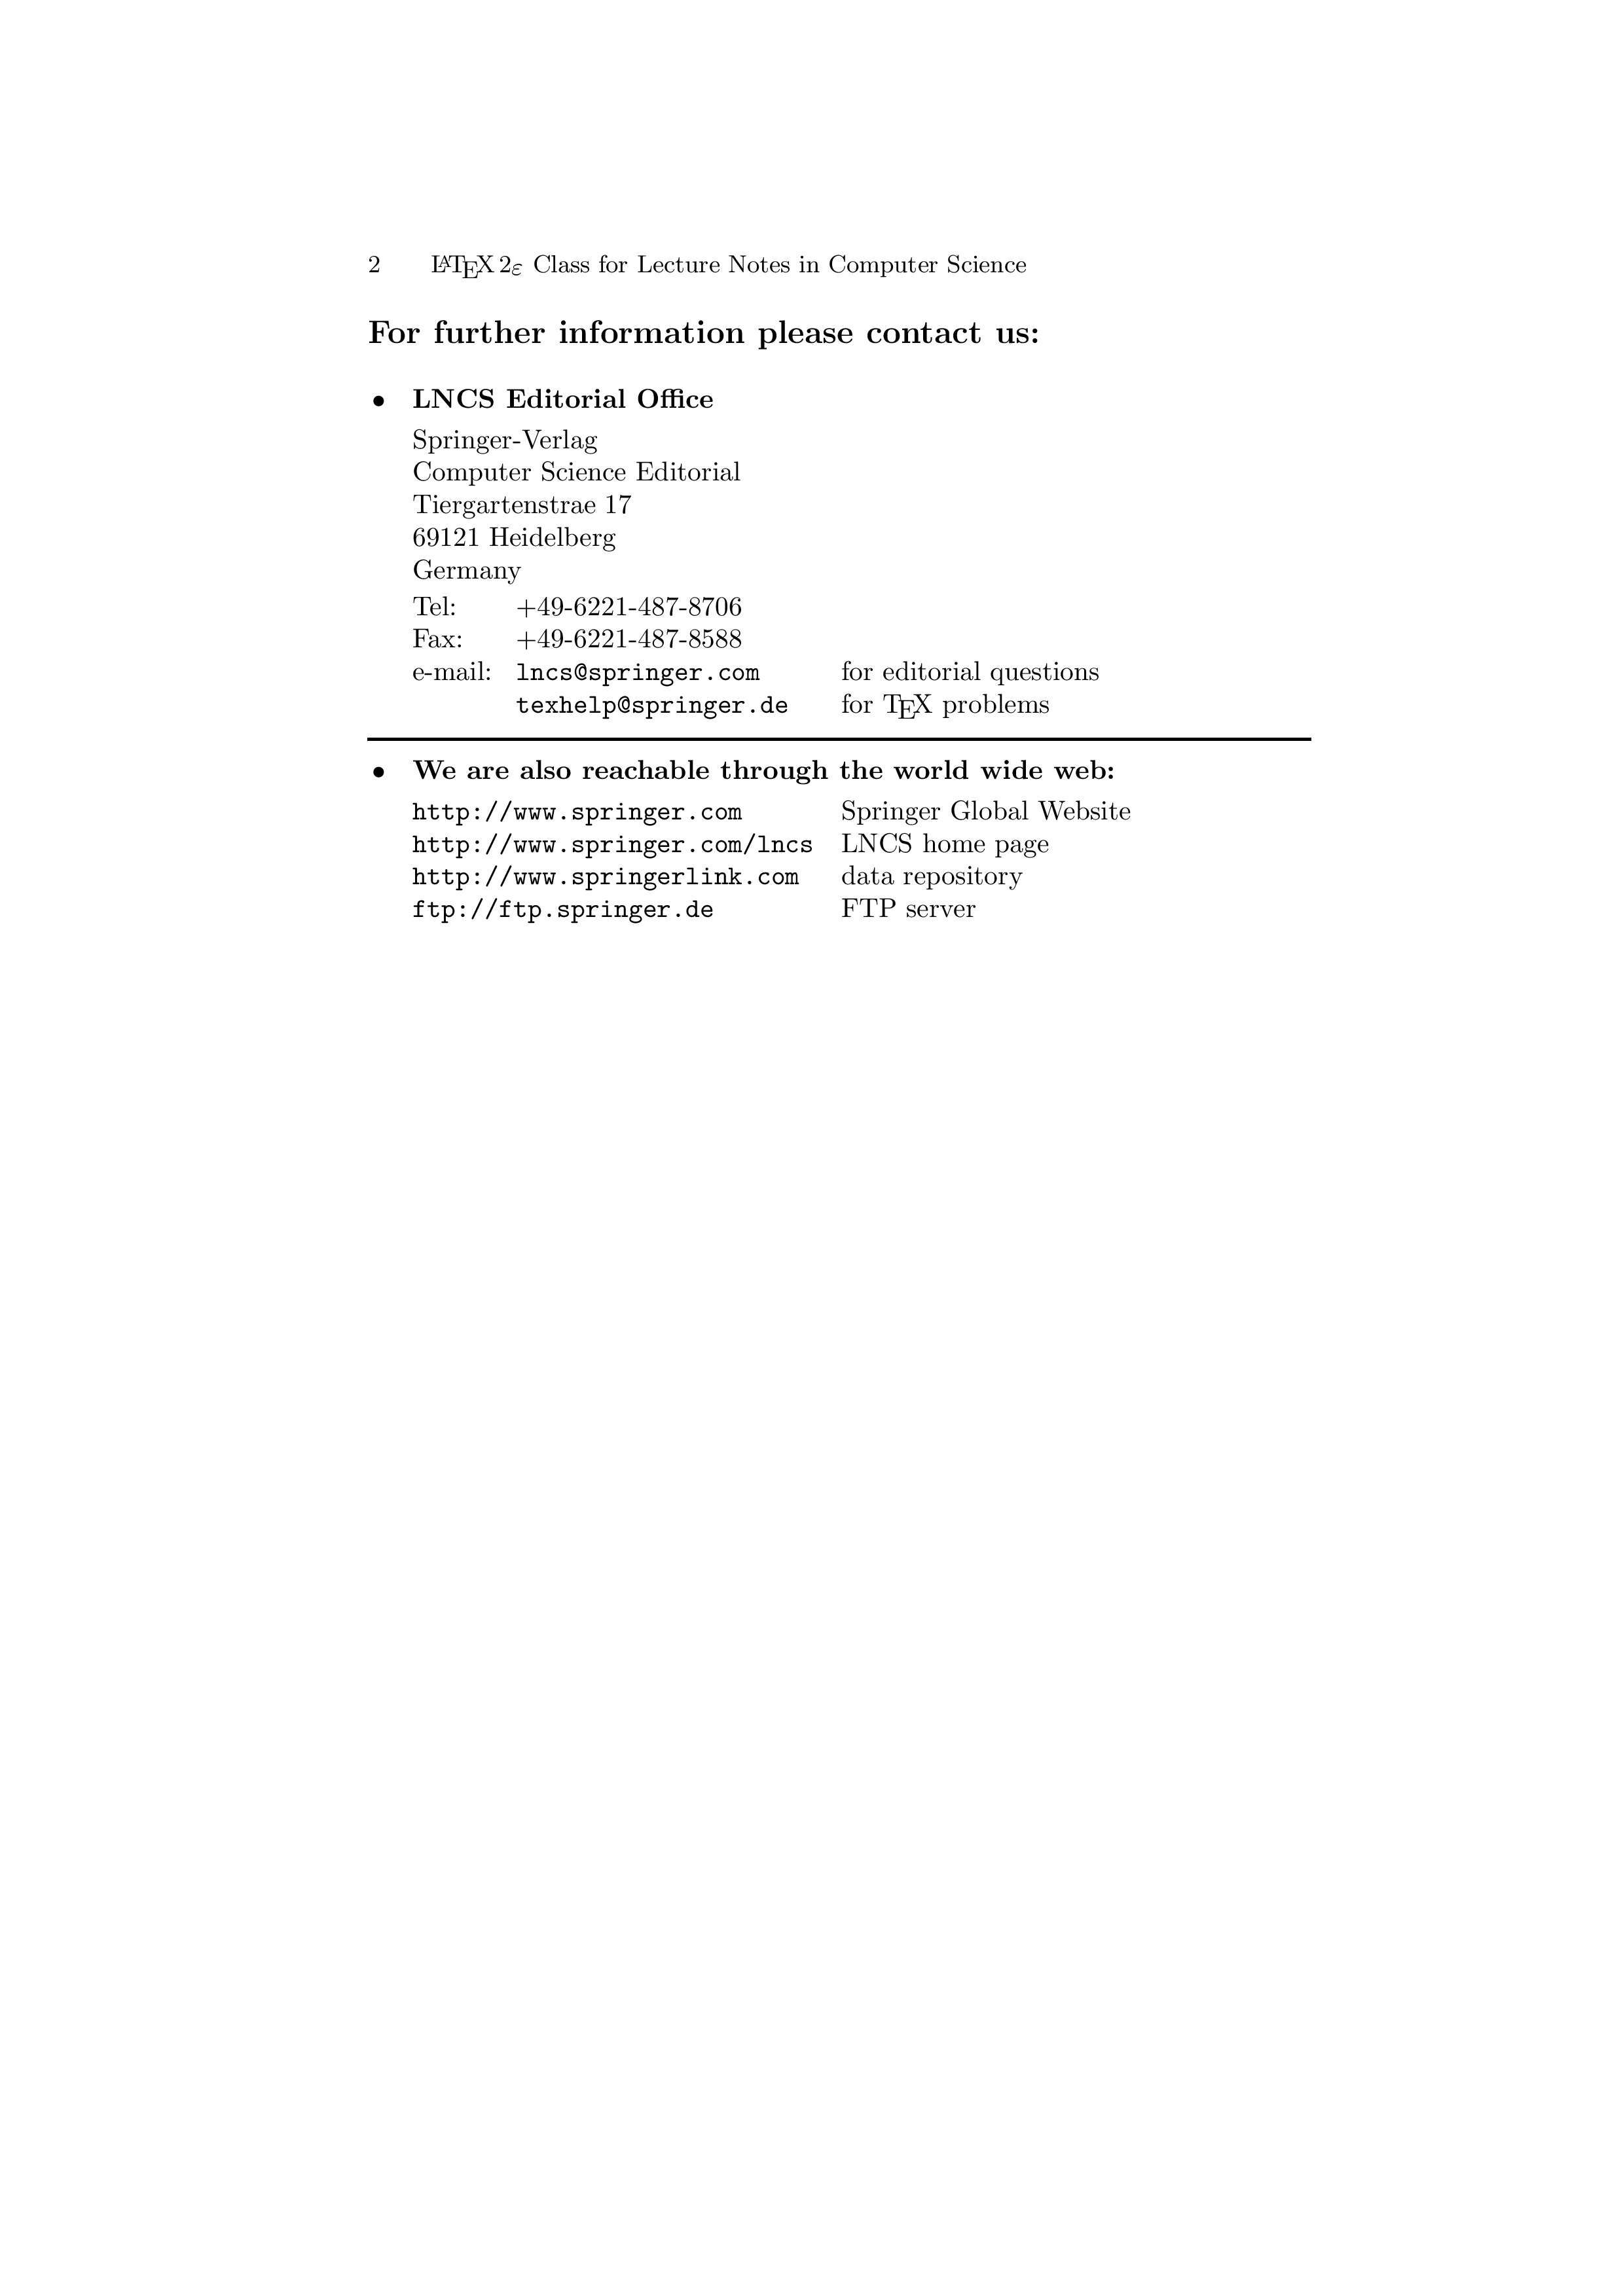 2 LATEX 2ε Class for Lecture Notes in Computer Science
For further information please contact us:
• LNCS Editorial Office
Springer-Verlag
Computer Science Editorial
Tiergartenstrae 17
69121 Heidelberg
Germany
Tel: +49-6221-487-8706
Fax: +49-6221-487-8588
e-mail: lncs@springer.com for editorial questions
texhelp@springer.de for TEX problems
• We are also reachable through the world wide web:
http://www.springer.com Springer Global Website
http://www.springer.com/lncs LNCS home page
http://www.springerlink.com data repository
ftp://ftp.springer.de FTP server